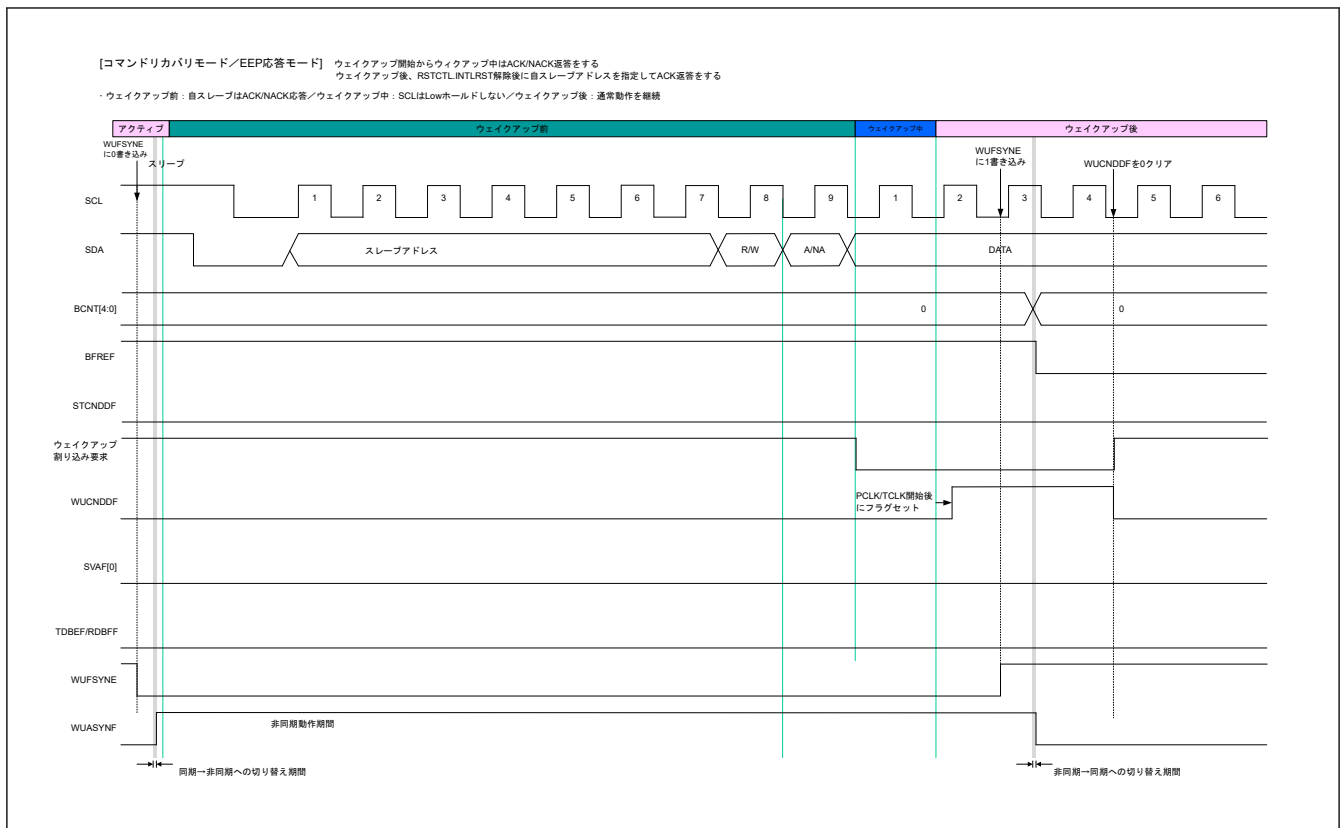 [コマンドリカバリモード／EEP応答モード] ウェイクアップ開始からウィクアップ中はACK/NACK返答をする
ウェイクアップ後、RSTCTL.INTLRST解除後に自スレーブアドレスを指定してACK返答をする
・ウェイクアップ前：自スレーブはACK/NACK応答／ウェイクアップ中：SCLはLowホールドしない／ウェイクアップ後：通常動作を継続
アクティブ ウェイクアップ前 ウェイクアップ中 ウェイクアップ後
WUFSYNE
に0書き込み
スリープ
WUFSYNE
に1書き込み
WUCNDDFを0クリア
SCL 1 2 3 4 5 6 7 8 9 1 2 3 4 5 6
SDA スレーブアドレス R/W A/NA DATA
BCNT[4:0] 0 0
BFREF
STCNDDF
ウェイクアップ
割り込み要求
WUCNDDF
PCLK/TCLK開始後
にフラグセット
SVAF[0]
TDBEF/RDBFF
WUFSYNE
WUASYNF 非同期動作期間
同期→非同期への切り替え期間 非同期→同期への切り替え期間